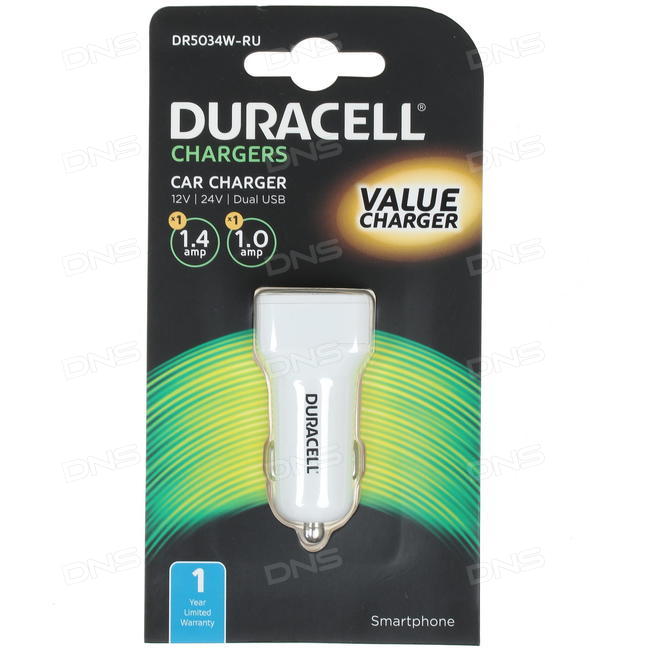 DR5034W-RU
DURACELL®
CHARGERS
CAR CHARGER
12V | 24V | Dual USB
x1
1.4
amp
x1
1.0
amp
VALUE
CHARGER
DURACELL
1
Year
Limited
Warranty
Smartphone
DNS